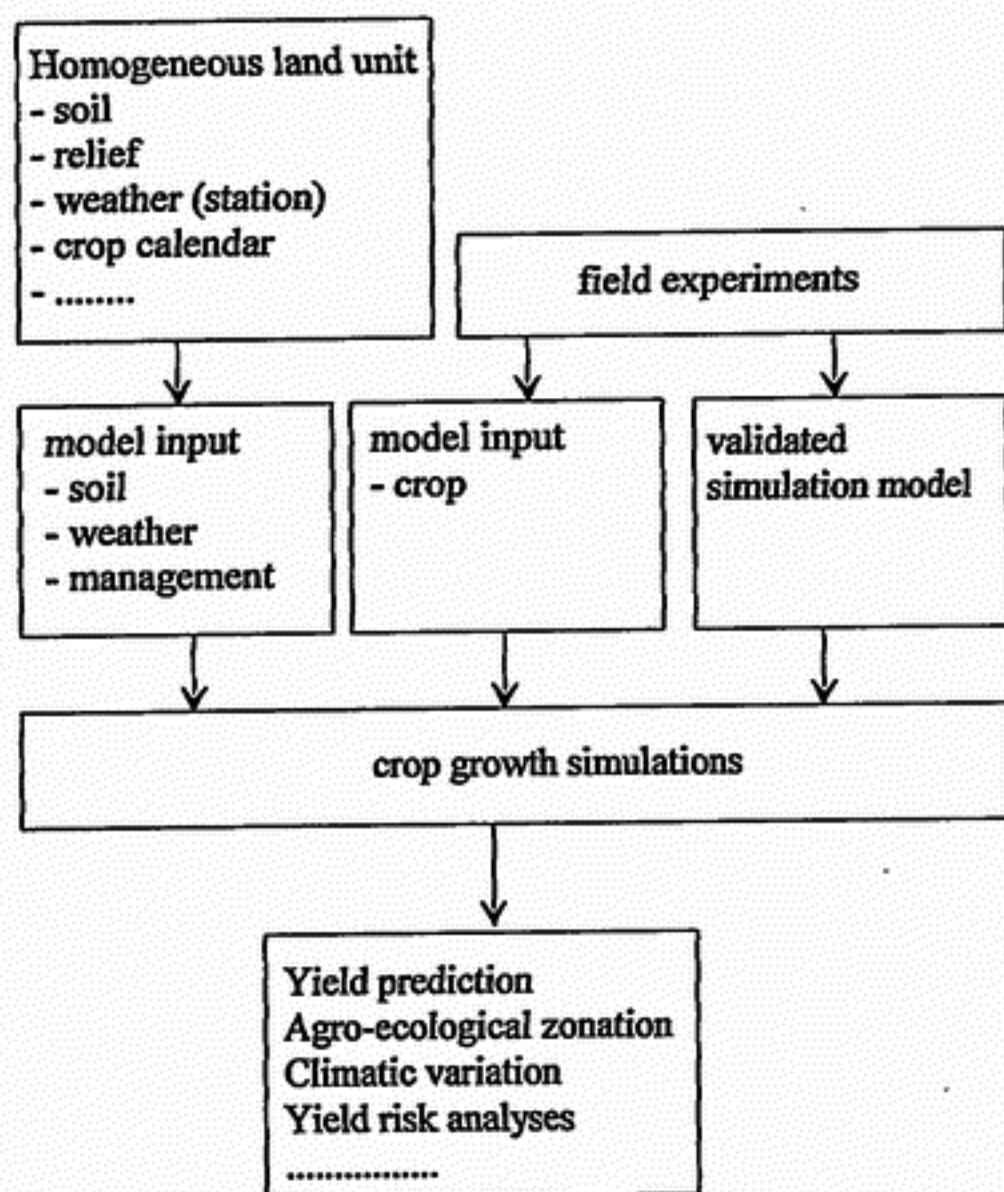 Homogeneous land unit
- soil
- relief
- weather (station)
- crop calendar
- ........
field experiments
model input
- soil
- weather
- management
model input
- crop
validated
simulation model
crop growth simulations
Yield prediction
Agro-ecological zonation
Climatic variation
Yield risk analyses
................